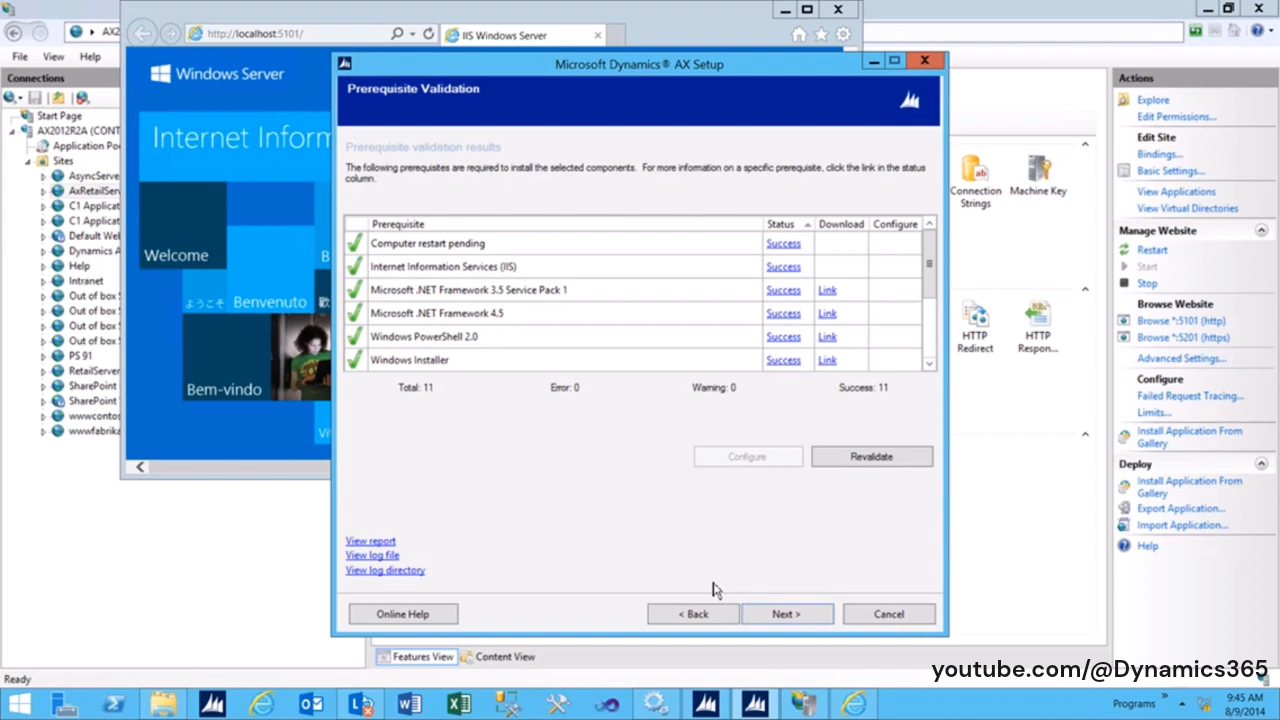 http://localhost:5101/
IIS Windows Server
AX2
File View Help
Connections
Start Page
AX2012R2A (CONT
Application Poo
Sites
AsyncServe
AxRetailSer
C1 Applicat
C1 Applicat
Default Web
Dynamics A
Help
Intranet
Out of box
Out of box
Out of box
Out of box
PS 91
RetailServer
SharePoint
SharePoint
wwwcontos
wwwfabrika
Windows Server
Internet Inform
Welcome
ようこそ
Benvenuto
Bem-vindo
Microsoft Dynamics® AX Setup
Prerequisite Validation
Prerequisite validation results
The following prerequisites are required to install the selected components. For more information on a specific prerequisite, click the link in the status
column.
Prerequisite Status Download Configure
Computer restart pending Success
Internet Information Services (IIS) Success
Microsoft .NET Framework 3.5 Service Pack 1 Success Link
Microsoft .NET Framework 4.5 Success Link
Windows PowerShell 2.0 Success Link
Windows Installer Success Link
Total: 11 Error: 0 Warning: 0 Success: 11
Configure Revalidate
View report
View log file
View log directory
Online Help < Back Next > Cancel
Connection
Strings
Machine Key
HTTP
Redirect
HTTP
Respon...
Actions
Explore
Edit Permissions...
Edit Site
Bindings...
Basic Settings...
View Applications
View Virtual Directories
Manage Website
Restart
Start
Stop
Browse Website
Browse *:5101 (http)
Browse *:5201 (https)
Advanced Settings...
Configure
Failed Request Tracing...
Limits...
Install Application From
Gallery
Deploy
Install Application From
Gallery
Export Application...
Import Application...
Help
Features View Content View
Ready
youtube.com/@Dynamics365
Programs
9:45 AM
8/9/2014